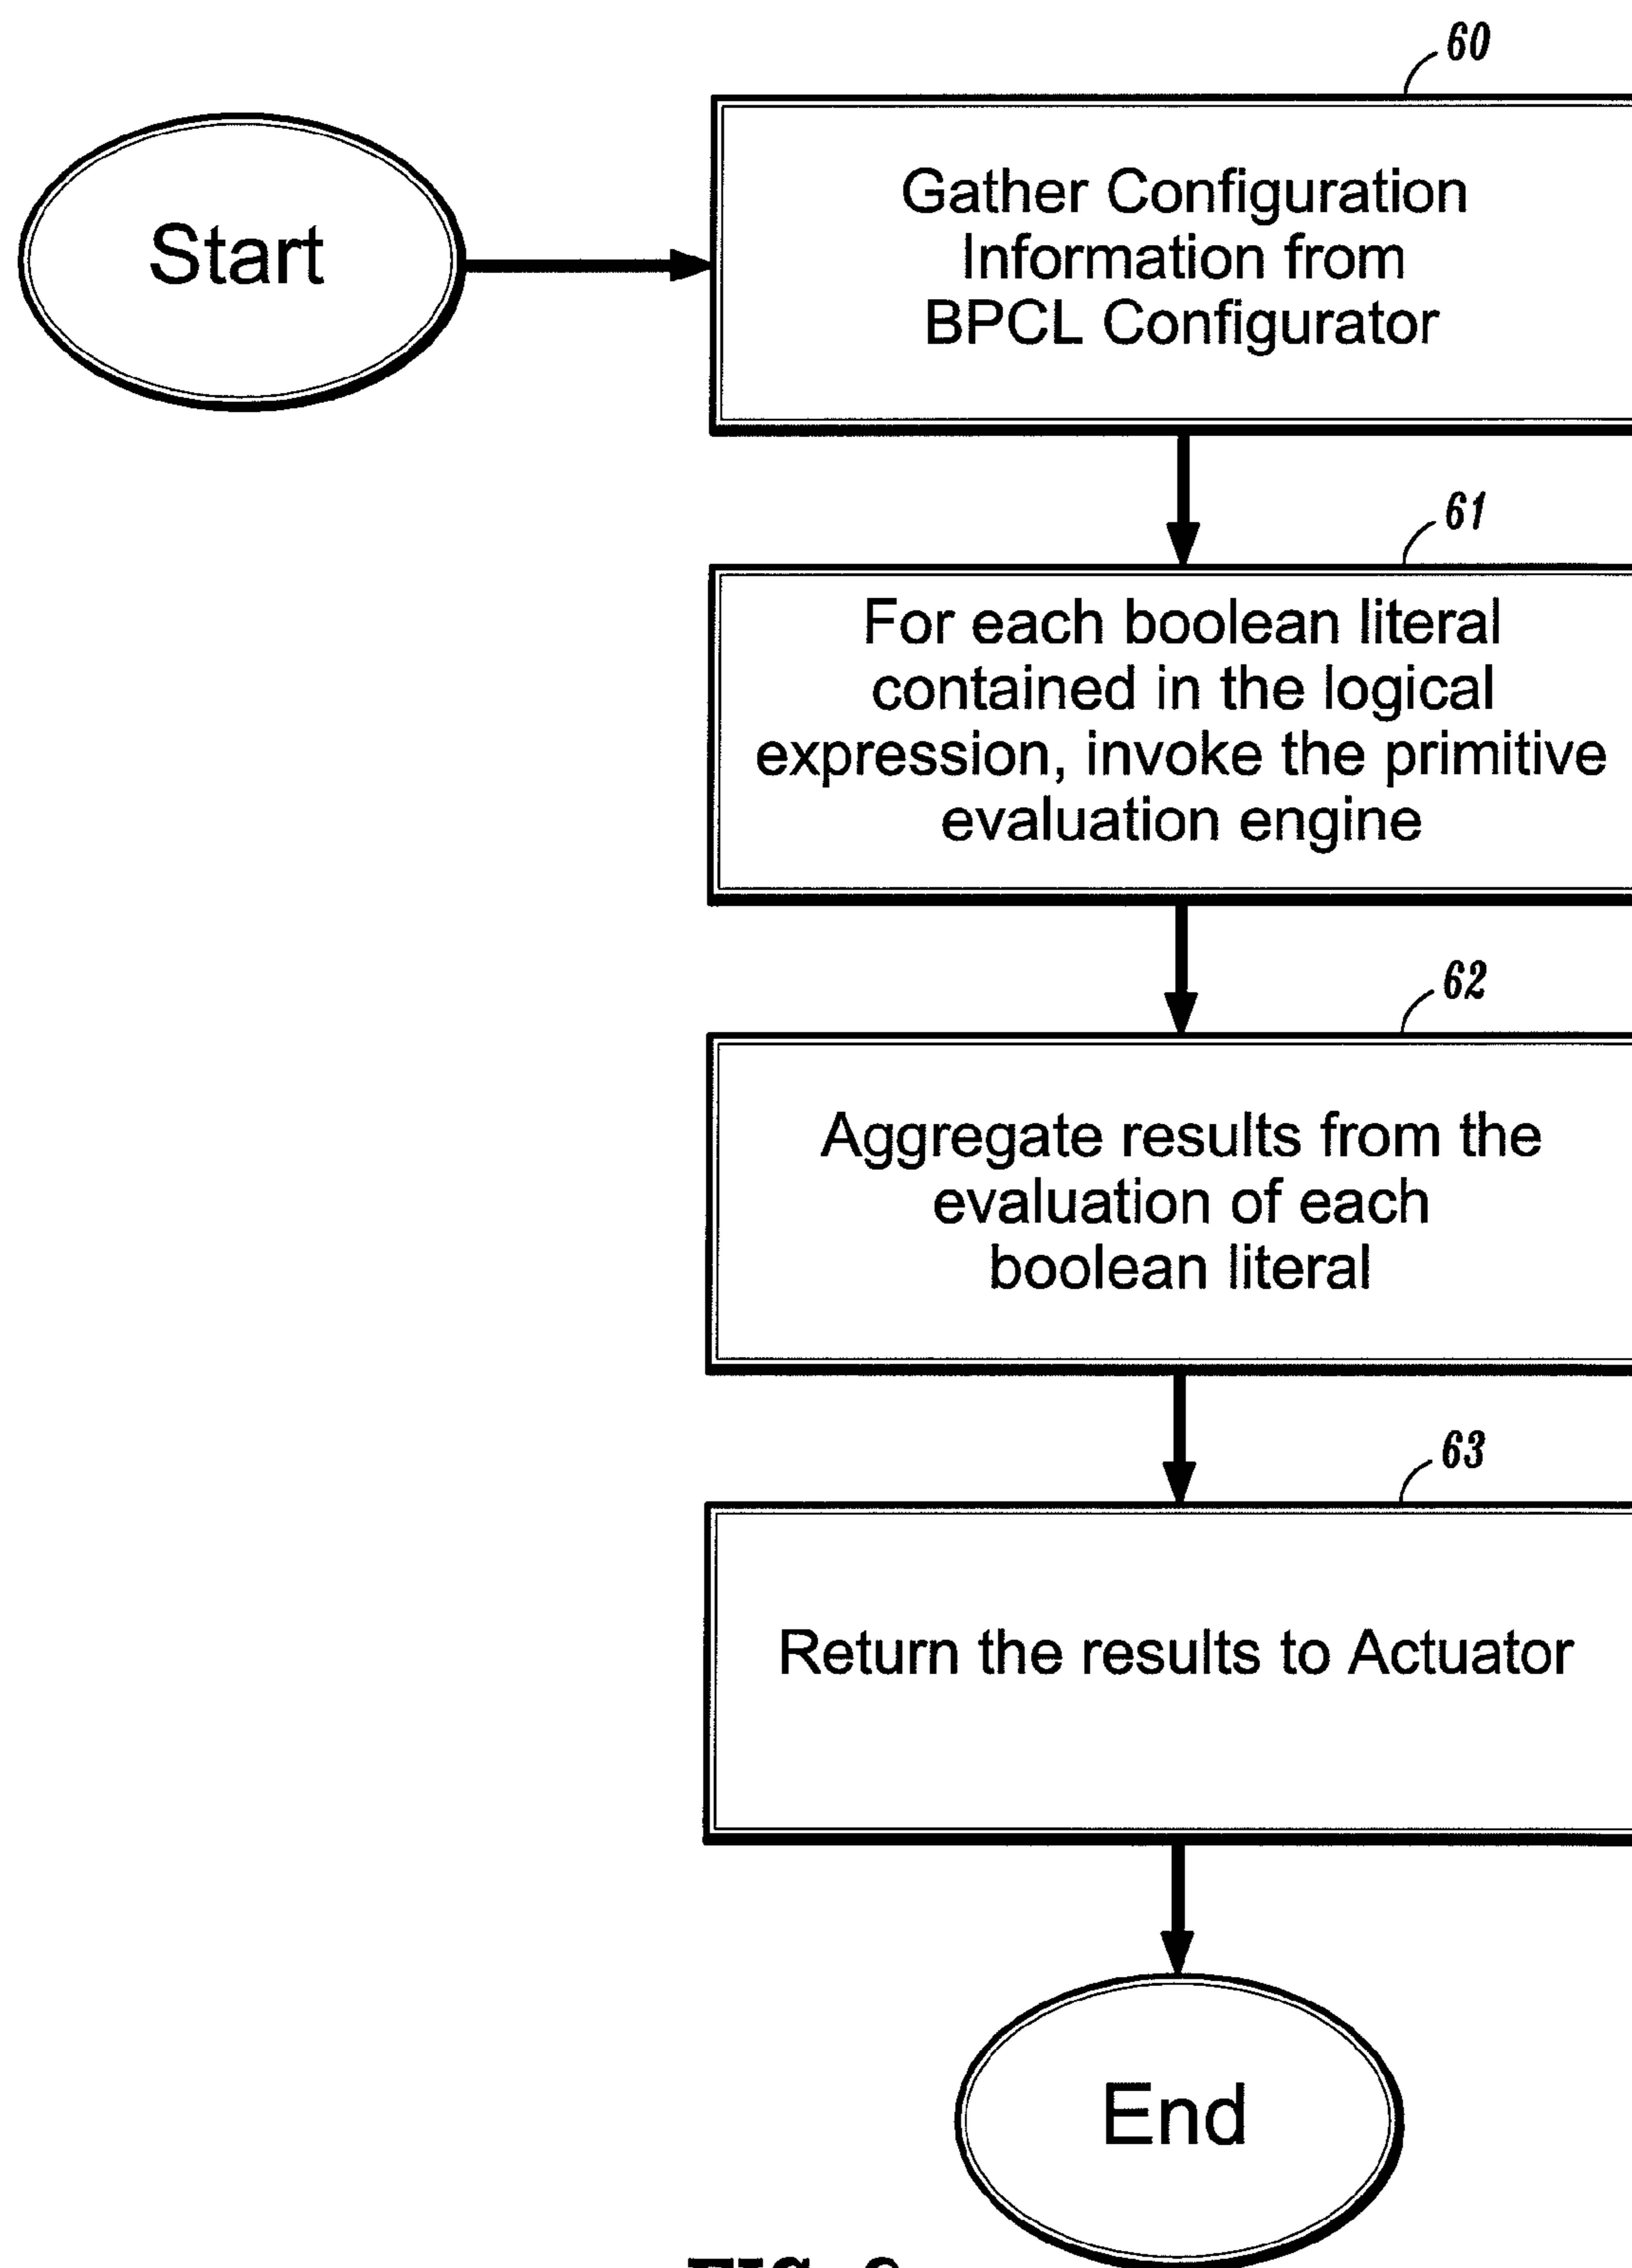 60
Start
Gather Configuration
Information from
BPCL Configurator
61
For each boolean literal
contained in the logical
expression, invoke the primitive
evaluation engine
62
Aggregate results from the
evaluation of each
boolean literal
63
Return the results to Actuator
End